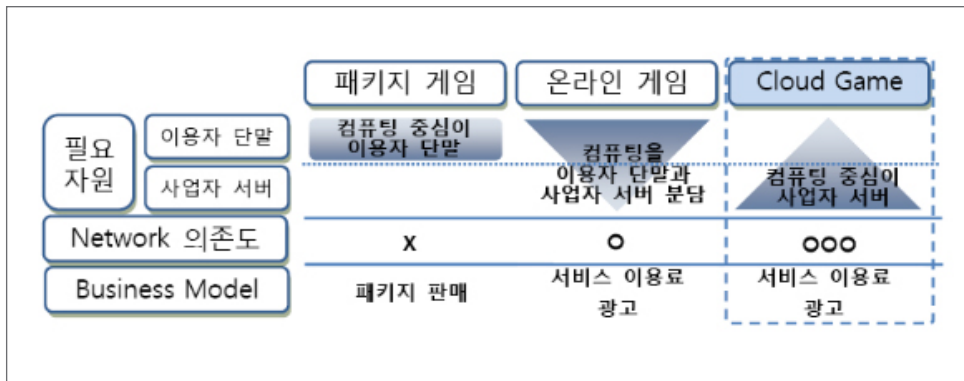 패키지 게임
온라인 게임
Cloud Game
필요
자원
이용자 단말
컴퓨팅 중심이
이용자 단말
컴퓨팅을
이용자 단말과
사업자 서버 분담
사업자 서버
컴퓨팅 중심이
사업자 서버
Network 의존도
X
O
OOO
Business Model
패키지 판매
서비스 이용료
광고
서비스 이용료
광고